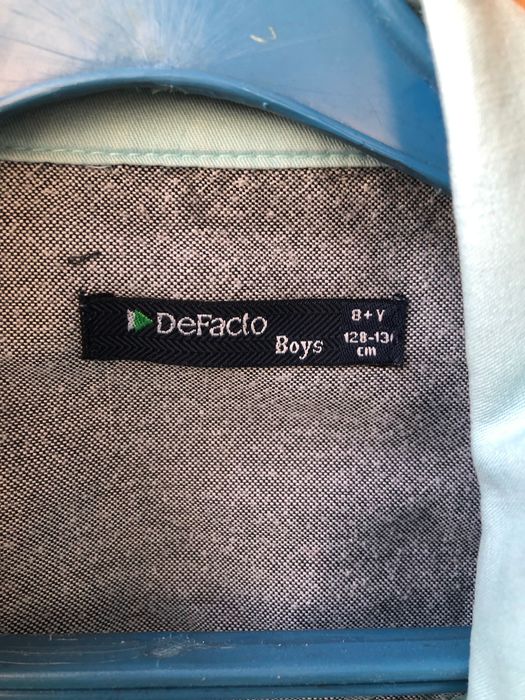 DeFacto
Boys
8+ Y
128-13
cm